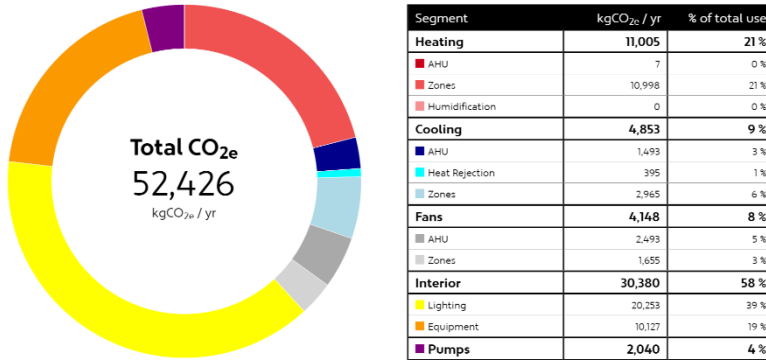 Total CO2e
52,426
kgCO2e / yr
Segment kgCO2e / yr % of total use
Heating 11,005 21 %
AHU 7 0 %
Zones 10,998 21 %
Humidification 0 0 %
Cooling 4,853 9 %
AHU 1,493 3 %
Heat Rejection 395 1 %
Zones 2,965 6 %
Fans 4,148 8 %
AHU 2,493 5 %
Zones 1,655 3 %
Interior 30,380 58 %
Lighting 20,253 39 %
Equipment 10,127 19 %
Pumps 2,040 4 %